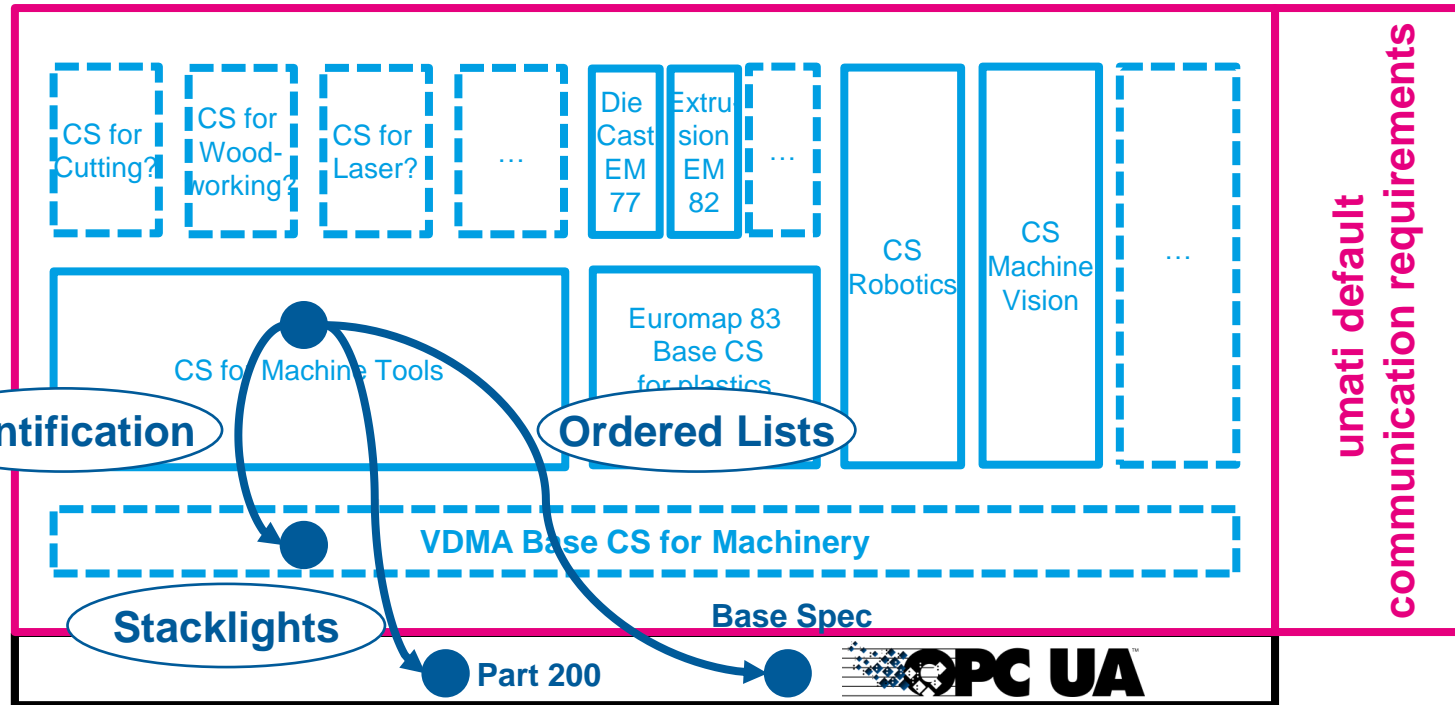 CS for
Cutting?
CS for
Wood-
working?
CS for
Laser?
…
Die
Cast
EM
77
Extru-
sion
EM
82
…
CS
Robotics
CS
Machine
Vision
…
CS for Machine Tools
Euromap 83
Base CS
for plastics
ntification
Ordered Lists
VDMA Base CS for Machinery
Stacklights
Base Spec
Part 200
OPC UA™
umati default
communication requirements